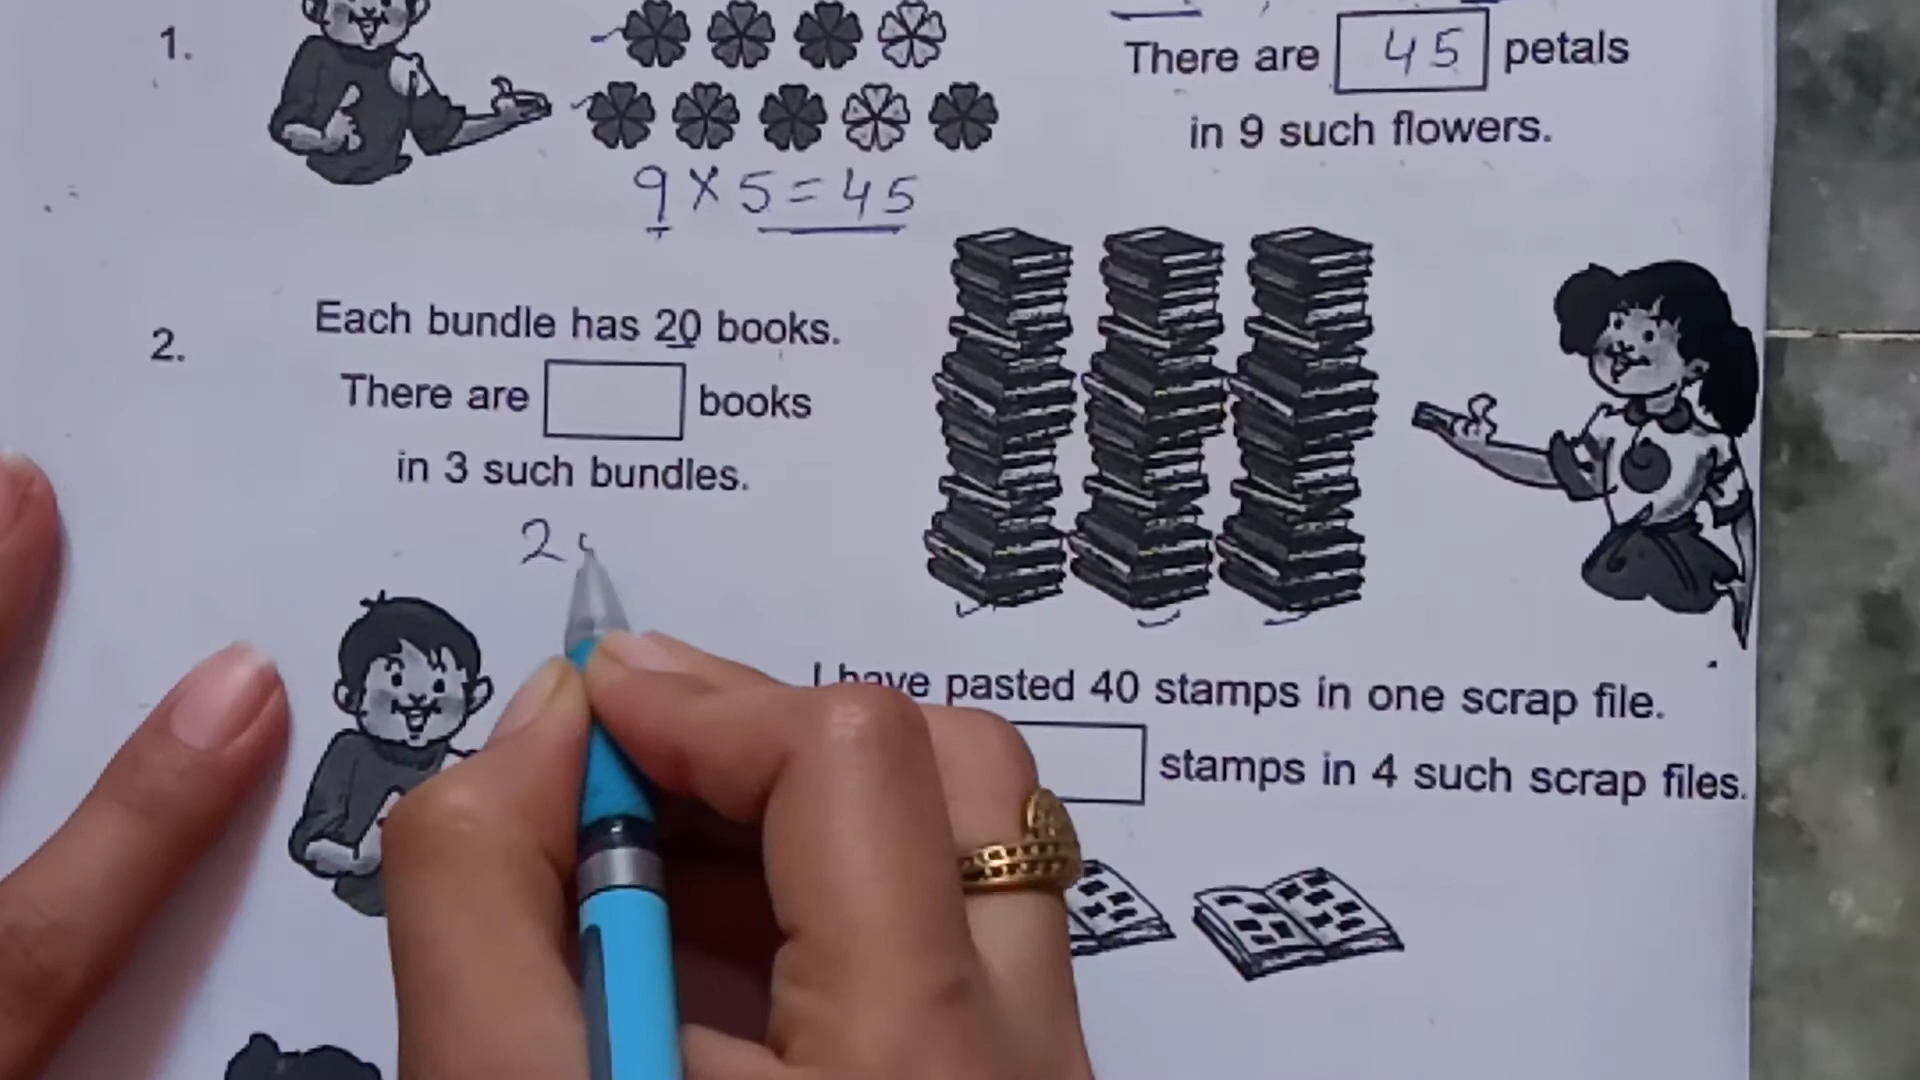 1.
There are 45 petals
in 9 such flowers.
9 × 5 = 45
2.
Each bundle has 20 books.
There are books
in 3 such bundles.
2
I have pasted 40 stamps in one scrap file.
stamps in 4 such scrap files.